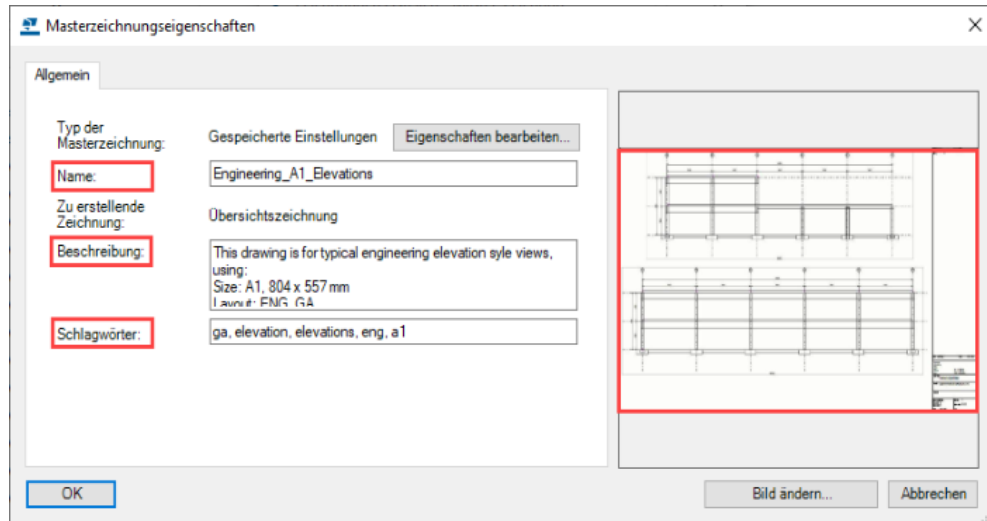 Masterzeichnungseigenschaften
Allgemein
Typ der
Masterzeichnung:
Gespeicherte Einstellungen
Eigenschaften bearbeiten...
Name:
Engineering_A1_Elevations
Zu erstellende
Zeichnung:
Übersichtszeichnung
Beschreibung:
This drawing is for typical engineering elevation syle views,
using:
Size: A1, 804 x 557 mm
Layout: ENG_GA
Schlagwörter:
ga, elevation, elevations, eng, a1
OK
Bild ändern...
Abbrechen